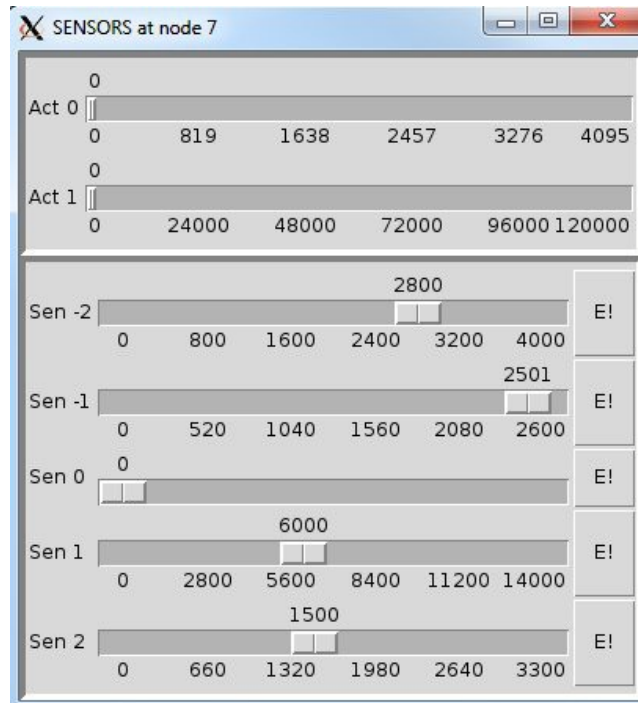 SENSORS at node 7
0
Act 0
0 819 1638 2457 3276 4095
0
Act 1
0 24000 48000 72000 96000 120000
2800
Sen -2 E!
0 800 1600 2400 3200 4000
2501
Sen -1 E!
0 520 1040 1560 2080 2600
0
Sen 0 E!
6000
Sen 1 E!
0 2800 5600 8400 11200 14000
1500
Sen 2 E!
0 660 1320 1980 2640 3300